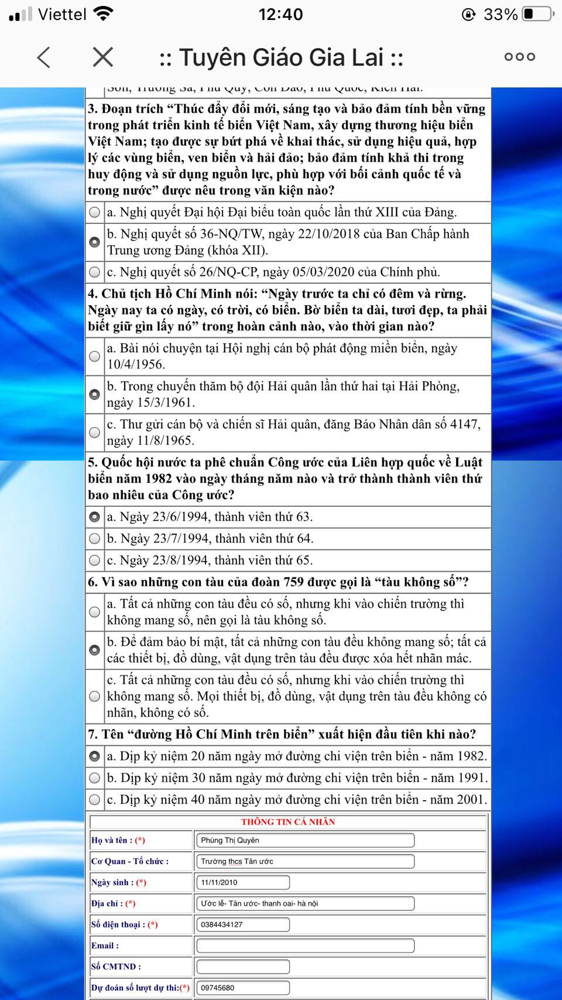 Viettel 12:40 33%
:: Tuyên Giáo Gia Lai ::
Sơn, Trường Sa, Phú Quý, Côn Đảo, Phú Quốc, Kiên Hải.
3. Đoạn trích “Thúc đẩy đổi mới, sáng tạo và bảo đảm tính bền vững
trong phát triển kinh tế biển Việt Nam, xây dựng thương hiệu biển
Việt Nam; tạo được sự bứt phá về khai thác, sử dụng hiệu quả, hợp
lý các vùng biển, ven biển và hải đảo; bảo đảm tính khả thi trong
huy động và sử dụng nguồn lực, phù hợp với bối cảnh quốc tế và
trong nước” được nêu trong văn kiện nào?
a. Nghị quyết Đại hội Đại biểu toàn quốc lần thứ XIII của Đảng.
b. Nghị quyết số 36-NQ/TW, ngày 22/10/2018 của Ban Chấp hành
Trung ương Đảng (khóa XII).
c. Nghị quyết số 26/NQ-CP, ngày 05/03/2020 của Chính phủ.
4. Chủ tịch Hồ Chí Minh nói: “Ngày trước ta chỉ có đêm và rừng.
Ngày nay ta có ngày, có trời, có biển. Bờ biển ta dài, tươi đẹp, ta phải
biết giữ gìn lấy nó” trong hoàn cảnh nào, vào thời gian nào?
a. Bài nói chuyện tại Hội nghị cán bộ phát động miền biển, ngày
10/4/1956.
b. Trong chuyến thăm bộ đội Hải quân lần thứ hai tại Hải Phòng,
ngày 15/3/1961.
c. Thư gửi cán bộ và chiến sĩ Hải quân, đăng Báo Nhân dân số 4147,
ngày 11/8/1965.
5. Quốc hội nước ta phê chuẩn Công ước của Liên hợp quốc về Luật
biển năm 1982 vào ngày tháng năm nào và trở thành thành viên thứ
bao nhiêu của Công ước?
a. Ngày 23/6/1994, thành viên thứ 63.
b. Ngày 23/7/1994, thành viên thứ 64.
c. Ngày 23/8/1994, thành viên thứ 65.
6. Vì sao những con tàu của đoàn 759 được gọi là “tàu không số”?
a. Tất cả những con tàu đều có số, nhưng khi vào chiến trường thì
không mang số, nên gọi là tàu không số.
b. Để đảm bảo bí mật, tất cả những con tàu đều không mang số; tất cả
các thiết bị, đồ dùng, vật dụng trên tàu đều được xóa hết nhãn mác.
c. Tất cả những con tàu đều có số, nhưng khi vào chiến trường thì
không mang số. Mọi thiết bị, đồ dùng, vật dụng trên tàu đều không có
nhãn, không có số.
7. Tên “đường Hồ Chí Minh trên biển” xuất hiện đầu tiên khi nào?
a. Dịp kỷ niệm 20 năm ngày mở đường chi viện trên biển - năm 1982.
b. Dịp kỷ niệm 30 năm ngày mở đường chi viện trên biển - năm 1991.
c. Dịp kỷ niệm 40 năm ngày mở đường chi viện trên biển - năm 2001.
THÔNG TIN CÁ NHÂN
Họ và tên : (*) Phùng Thị Quyên
Cơ Quan - Tổ chức : Trường thcs Tân ước
Ngày sinh : (*) 11/11/2010
Địa chỉ : (*) Ước lễ- Tân ước- thanh oai- hà nội
Số điện thoại : (*) 0384434127
Email :
Số CMTND :
Dự đoán số lượt dự thi:(*) 09745680